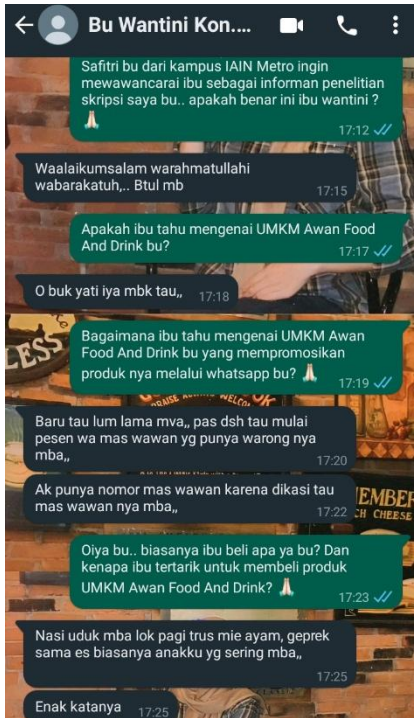 Bu Wantini Kon....
Safitri bu dari kampus IAIN Metro ingin
mewawancarai ibu sebagai informan penelitian
skripsi saya bu.. apakah benar ini ibu wantini ?
🙏🏻
17:12
Waalaikumsalam warahmatullahi
wabarakatuh,.. Btul mb
17:15
Apakah ibu tahu mengenai UMKM Awan Food
And Drink bu?
17:17
O buk yati iya mbk tau,,
17:18
Bagaimana ibu tahu mengenai UMKM Awan
Food And Drink bu yang mempromosikan
produk nya melalui whatsapp bu? 🙏🏻
17:19
Baru tau lum lama mva,, pas dsh tau mulai
pesen wa mas wawan yg punya warong nya
mba,,
17:20
Ak punya nomor mas wawan karena dikasi tau
mas wawan nya mba,,
17:22
Oiya bu.. biasanya ibu beli apa ya bu? Dan
kenapa ibu tertarik untuk membeli produk
UMKM Awan Food And Drink? 🙏🏻
17:23
Nasi uduk mba lok pagi trus mie ayam, geprek
sama es biasanya anakku yg sering mba,,
17:25
Enak katanya
17:25